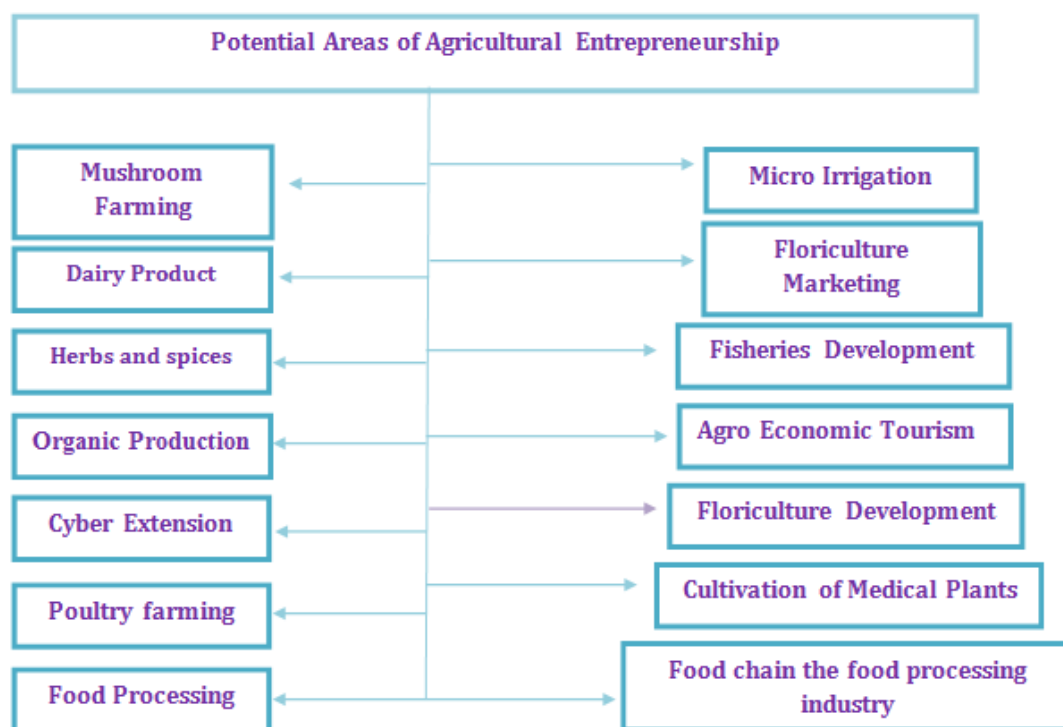 Potential Areas of Agricultural Entrepreneurship
Mushroom
Farming
Dairy Product
Herbs and spices
Organic Production
Cyber Extension
Poultry farming
Food Processing
Micro Irrigation
Floriculture
Marketing
Fisheries Development
Agro Economic Tourism
Floriculture Development
Cultivation of Medical Plants
Food chain the food processing
industry